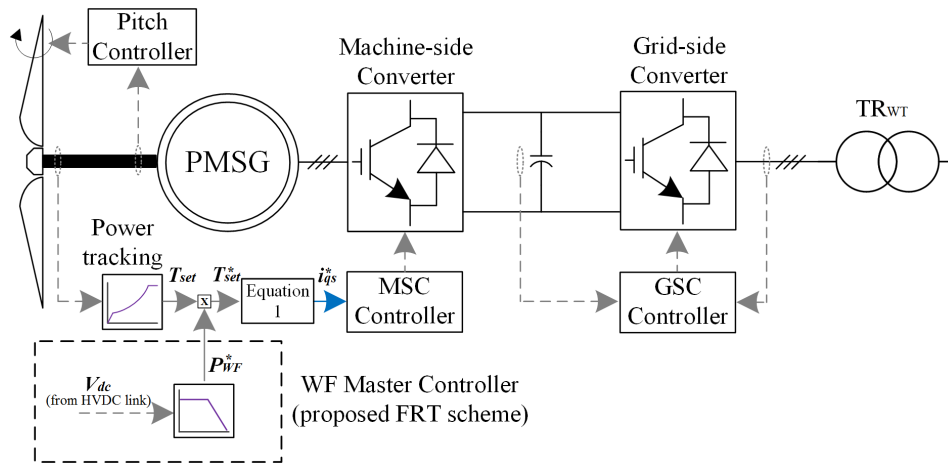 Pitch
Controller
Machine-side
Converter
Grid-side
Converter
TRWT
PMSG
Power
tracking
Tset
T*set
i*qs
x
Equation
1
MSC
Controller
GSC
Controller
P*WF
Vdc
(from HVDC link)
WF Master Controller
(proposed FRT scheme)